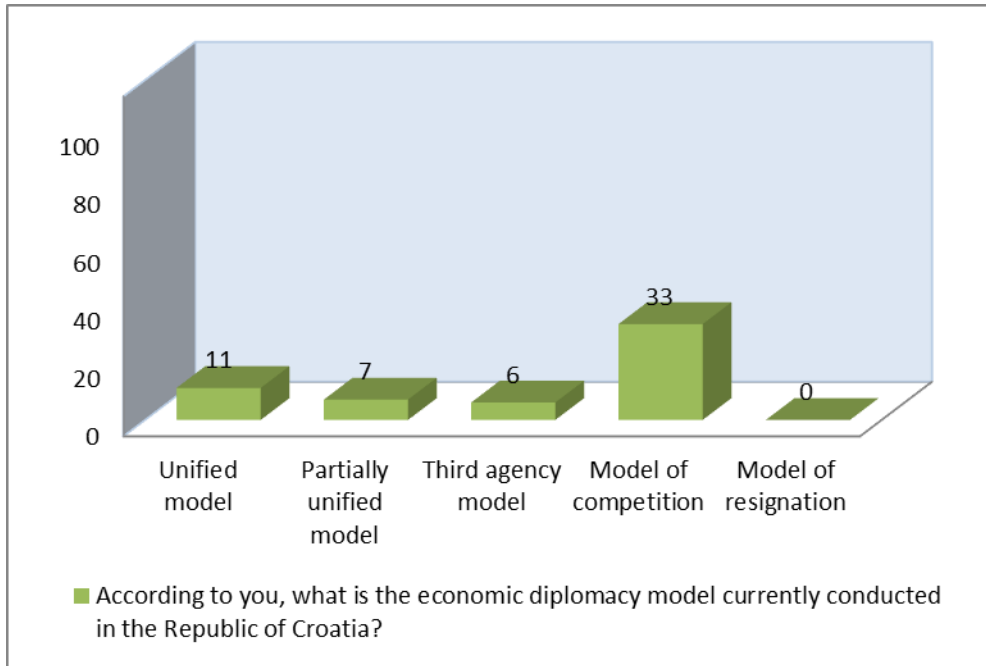 100
80
60
40
20
0
11
7
6
33
0
Unified
model
Partially
unified
model
Third agency
model
Model of
competition
Model of
resignation
According to you, what is the economic diplomacy model currently conducted
in the Republic of Croatia?